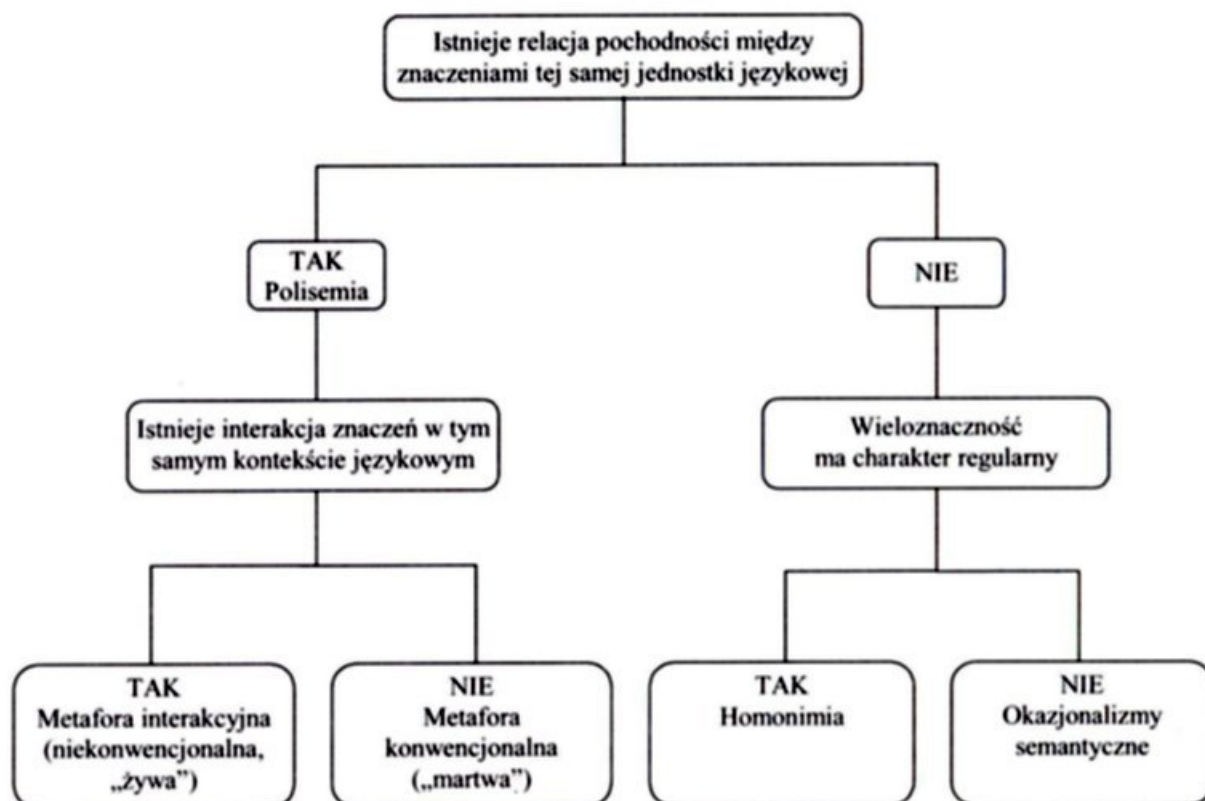 Istnieje relacja pochodności między
znaczeniami tej samej jednostki językowej
TAK
Polisemia
NIE
Istnieje interakcja znaczeń w tym
samym kontekście językowym
Wieloznaczność
ma charakter regularny
TAK
Metafora interakcyjna
(niekonwencjonalna,
„żywa”)
NIE
Metafora
konwencjonalna
(„martwa”)
TAK
Homonimia
NIE
Okazjonalizmy
semantyczne